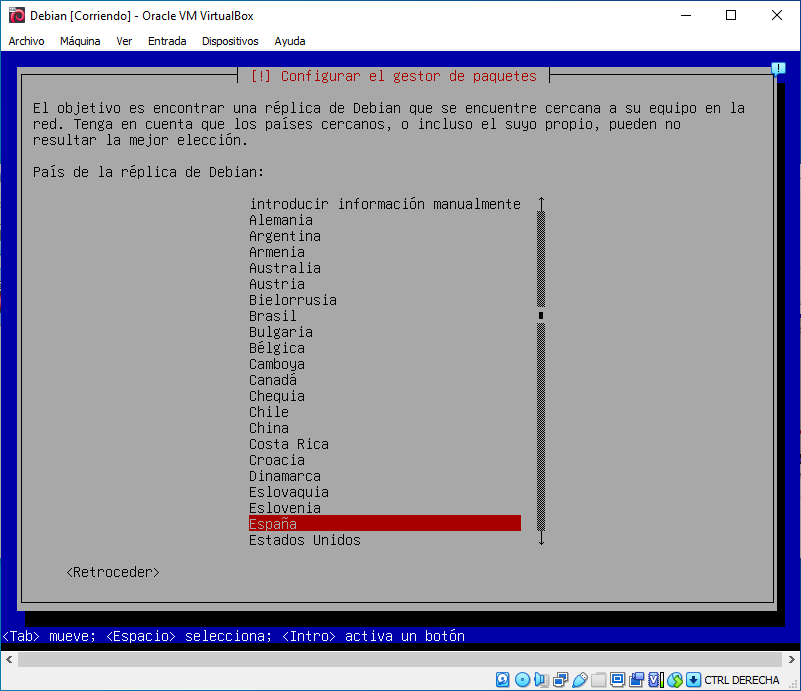 Debian [Corriendo] - Oracle VM VirtualBox
Archivo Máquina Ver Entrada Dispositivos Ayuda
[!] Configurar el gestor de paquetes
El objetivo es encontrar una réplica de Debian que se encuentre cercana a su equipo en la
red. Tenga en cuenta que los países cercanos, o incluso el suyo propio, pueden no
resultar la mejor elección.
País de la réplica de Debian:
introducir información manualmente
Alemania
Argentina
Armenia
Australia
Austria
Bielorrusia
Brasil
Bulgaria
Bélgica
Camboya
Canadá
Chequia
Chile
China
Costa Rica
Croacia
Dinamarca
Eslovaquia
Eslovenia
España
Estados Unidos
<Retroceder>
<Tab> mueve; <Espacio> selecciona; <Intro> activa un botón
CTRL DERECHA